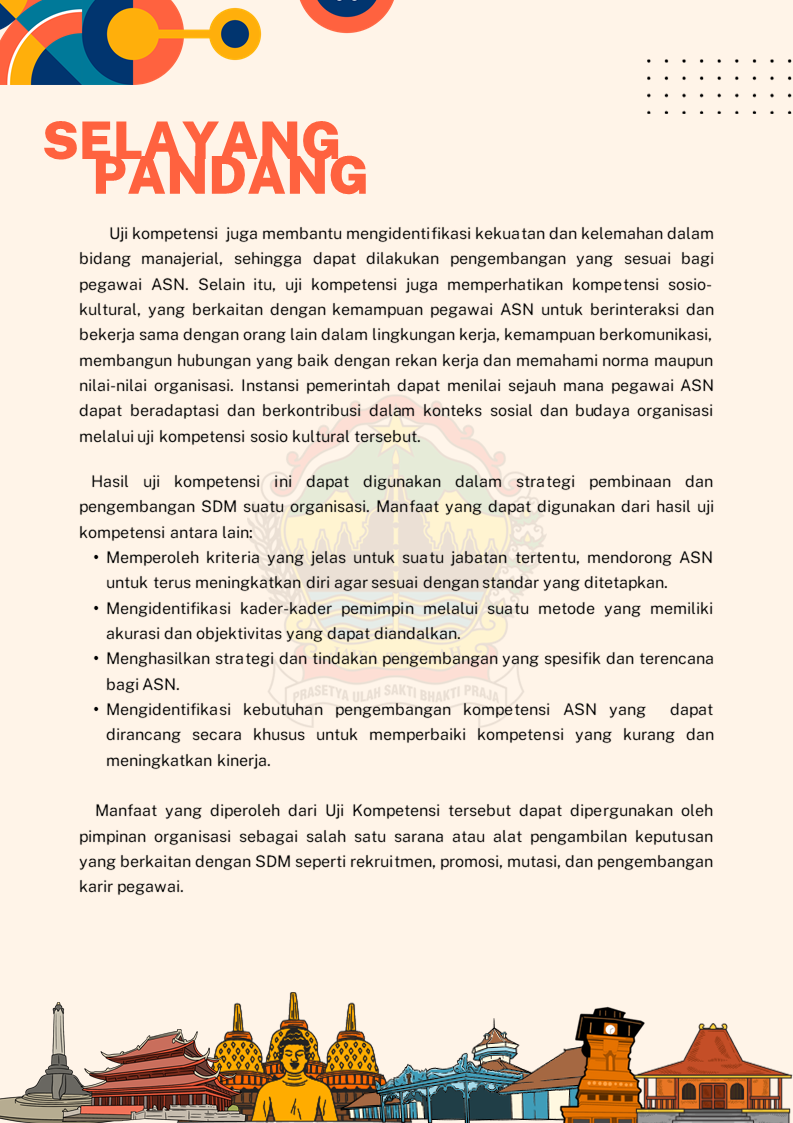 SELAYANG
PANDANG
Uji kompetensi juga membantu mengidentifikasi kekuatan dan kelemahan dalam
bidang manajerial, sehingga dapat dilakukan pengembangan yang sesuai bagi
pegawai ASN. Selain itu, uji kompetensi juga memperhatikan kompetensi sosio-
kultural, yang berkaitan dengan kemampuan pegawai ASN untuk berinteraksi dan
bekerja sama dengan orang lain dalam lingkungan kerja, kemampuan berkomunikasi,
membangun hubungan yang baik dengan rekan kerja dan memahami norma maupun
nilai-nilai organisasi. Instansi pemerintah dapat menilai sejauh mana pegawai ASN
dapat beradaptasi dan berkontribusi dalam konteks sosial dan budaya organisasi
melalui uji kompetensi sosio kultural tersebut.
Hasil uji kompetensi ini dapat digunakan dalam strategi pembinaan dan
pengembangan SDM suatu organisasi. Manfaat yang dapat digunakan dari hasil uji
kompetensi antara lain:
• Memperoleh kriteria yang jelas untuk suatu jabatan tertentu, mendorong ASN
untuk terus meningkatkan diri agar sesuai dengan standar yang ditetapkan.
• Mengidentifikasi kader-kader pemimpin melalui suatu metode yang memiliki
akurasi dan objektivitas yang dapat diandalkan.
• Menghasilkan strategi dan tindakan pengembangan yang spesifik dan terencana
bagi ASN.
• Mengidentifikasi kebutuhan pengembangan kompetensi ASN yang dapat
dirancang secara khusus untuk memperbaiki kompetensi yang kurang dan
meningkatkan kinerja.
Manfaat yang diperoleh dari Uji Kompetensi tersebut dapat dipergunakan oleh
pimpinan organisasi sebagai salah satu sarana atau alat pengambilan keputusan
yang berkaitan dengan SDM seperti rekruitmen, promosi, mutasi, dan pengembangan
karir pegawai.
JAWA TENGAH
PRASETYA ULAH SAKTI BHAKTI PRAJA